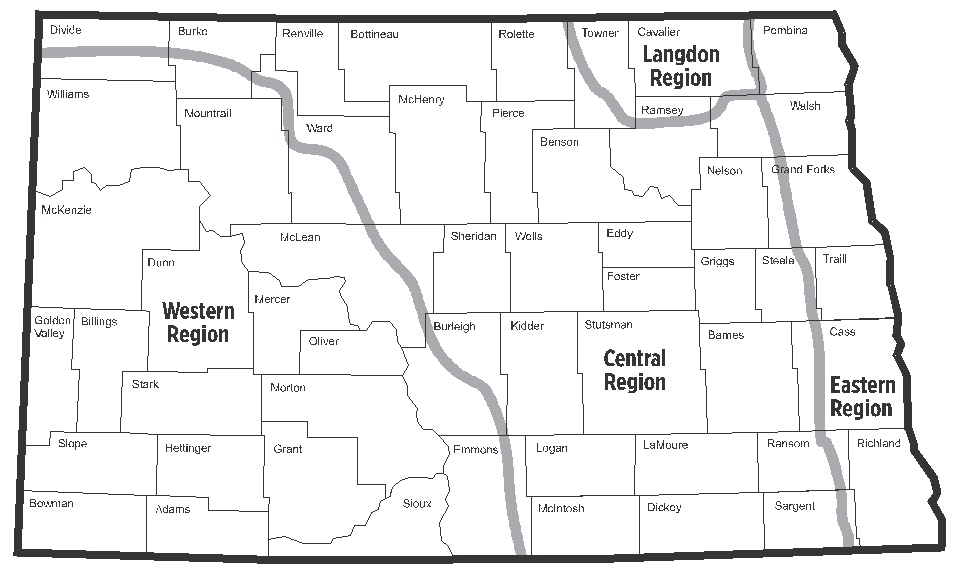 Divide
Burke
Renville
Bottineau
Rolette
Towner
Cavalier
Pembina
Langdon
Region
Williams
Mountrail
Ward
McHenry
Pierce
Benson
Ramsey
Walsh
Nelson
Grand Forks
McKenzie
McLean
Sheridan
Wells
Eddy
Foster
Griggs
Steele
Traill
Dunn
Mercer
Western
Region
Golden
Valley
Billings
Oliver
Burleigh
Kidder
Stutsman
Barnes
Cass
Central
Region
Stark
Morton
Eastern
Region
Slope
Hettinger
Grant
Emmons
Logan
LaMoure
Ransom
Richland
Bowman
Adams
Sioux
McIntosh
Dickey
Sargent